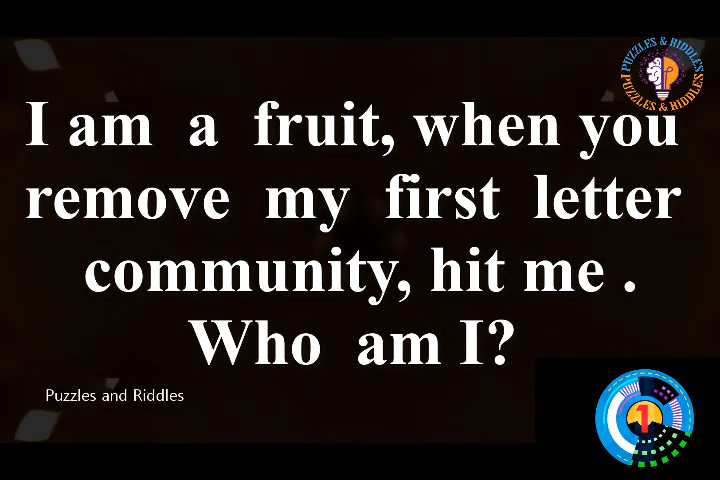 PUZZLES & RIDDLES
PUZZLES & RIDDLES
I am a fruit, when you
remove my first letter
community, hit me .
Who am I?
Puzzles and Riddles
1